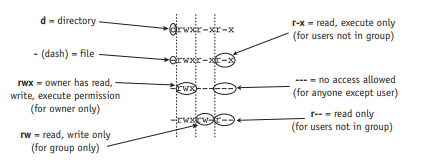 d = directory
drwxr-xr-x
r-x = read, execute only
(for users not in group)
- (dash) = file
-rwxr-xr-x
rwx = owner has read,
write, execute permission
(for owner only)
-rwx------
--- = no access allowed
(for anyone except user)
-rwxrw-r--
r-- = read only
(for users not in group)
rw = read, write only
(for group only)